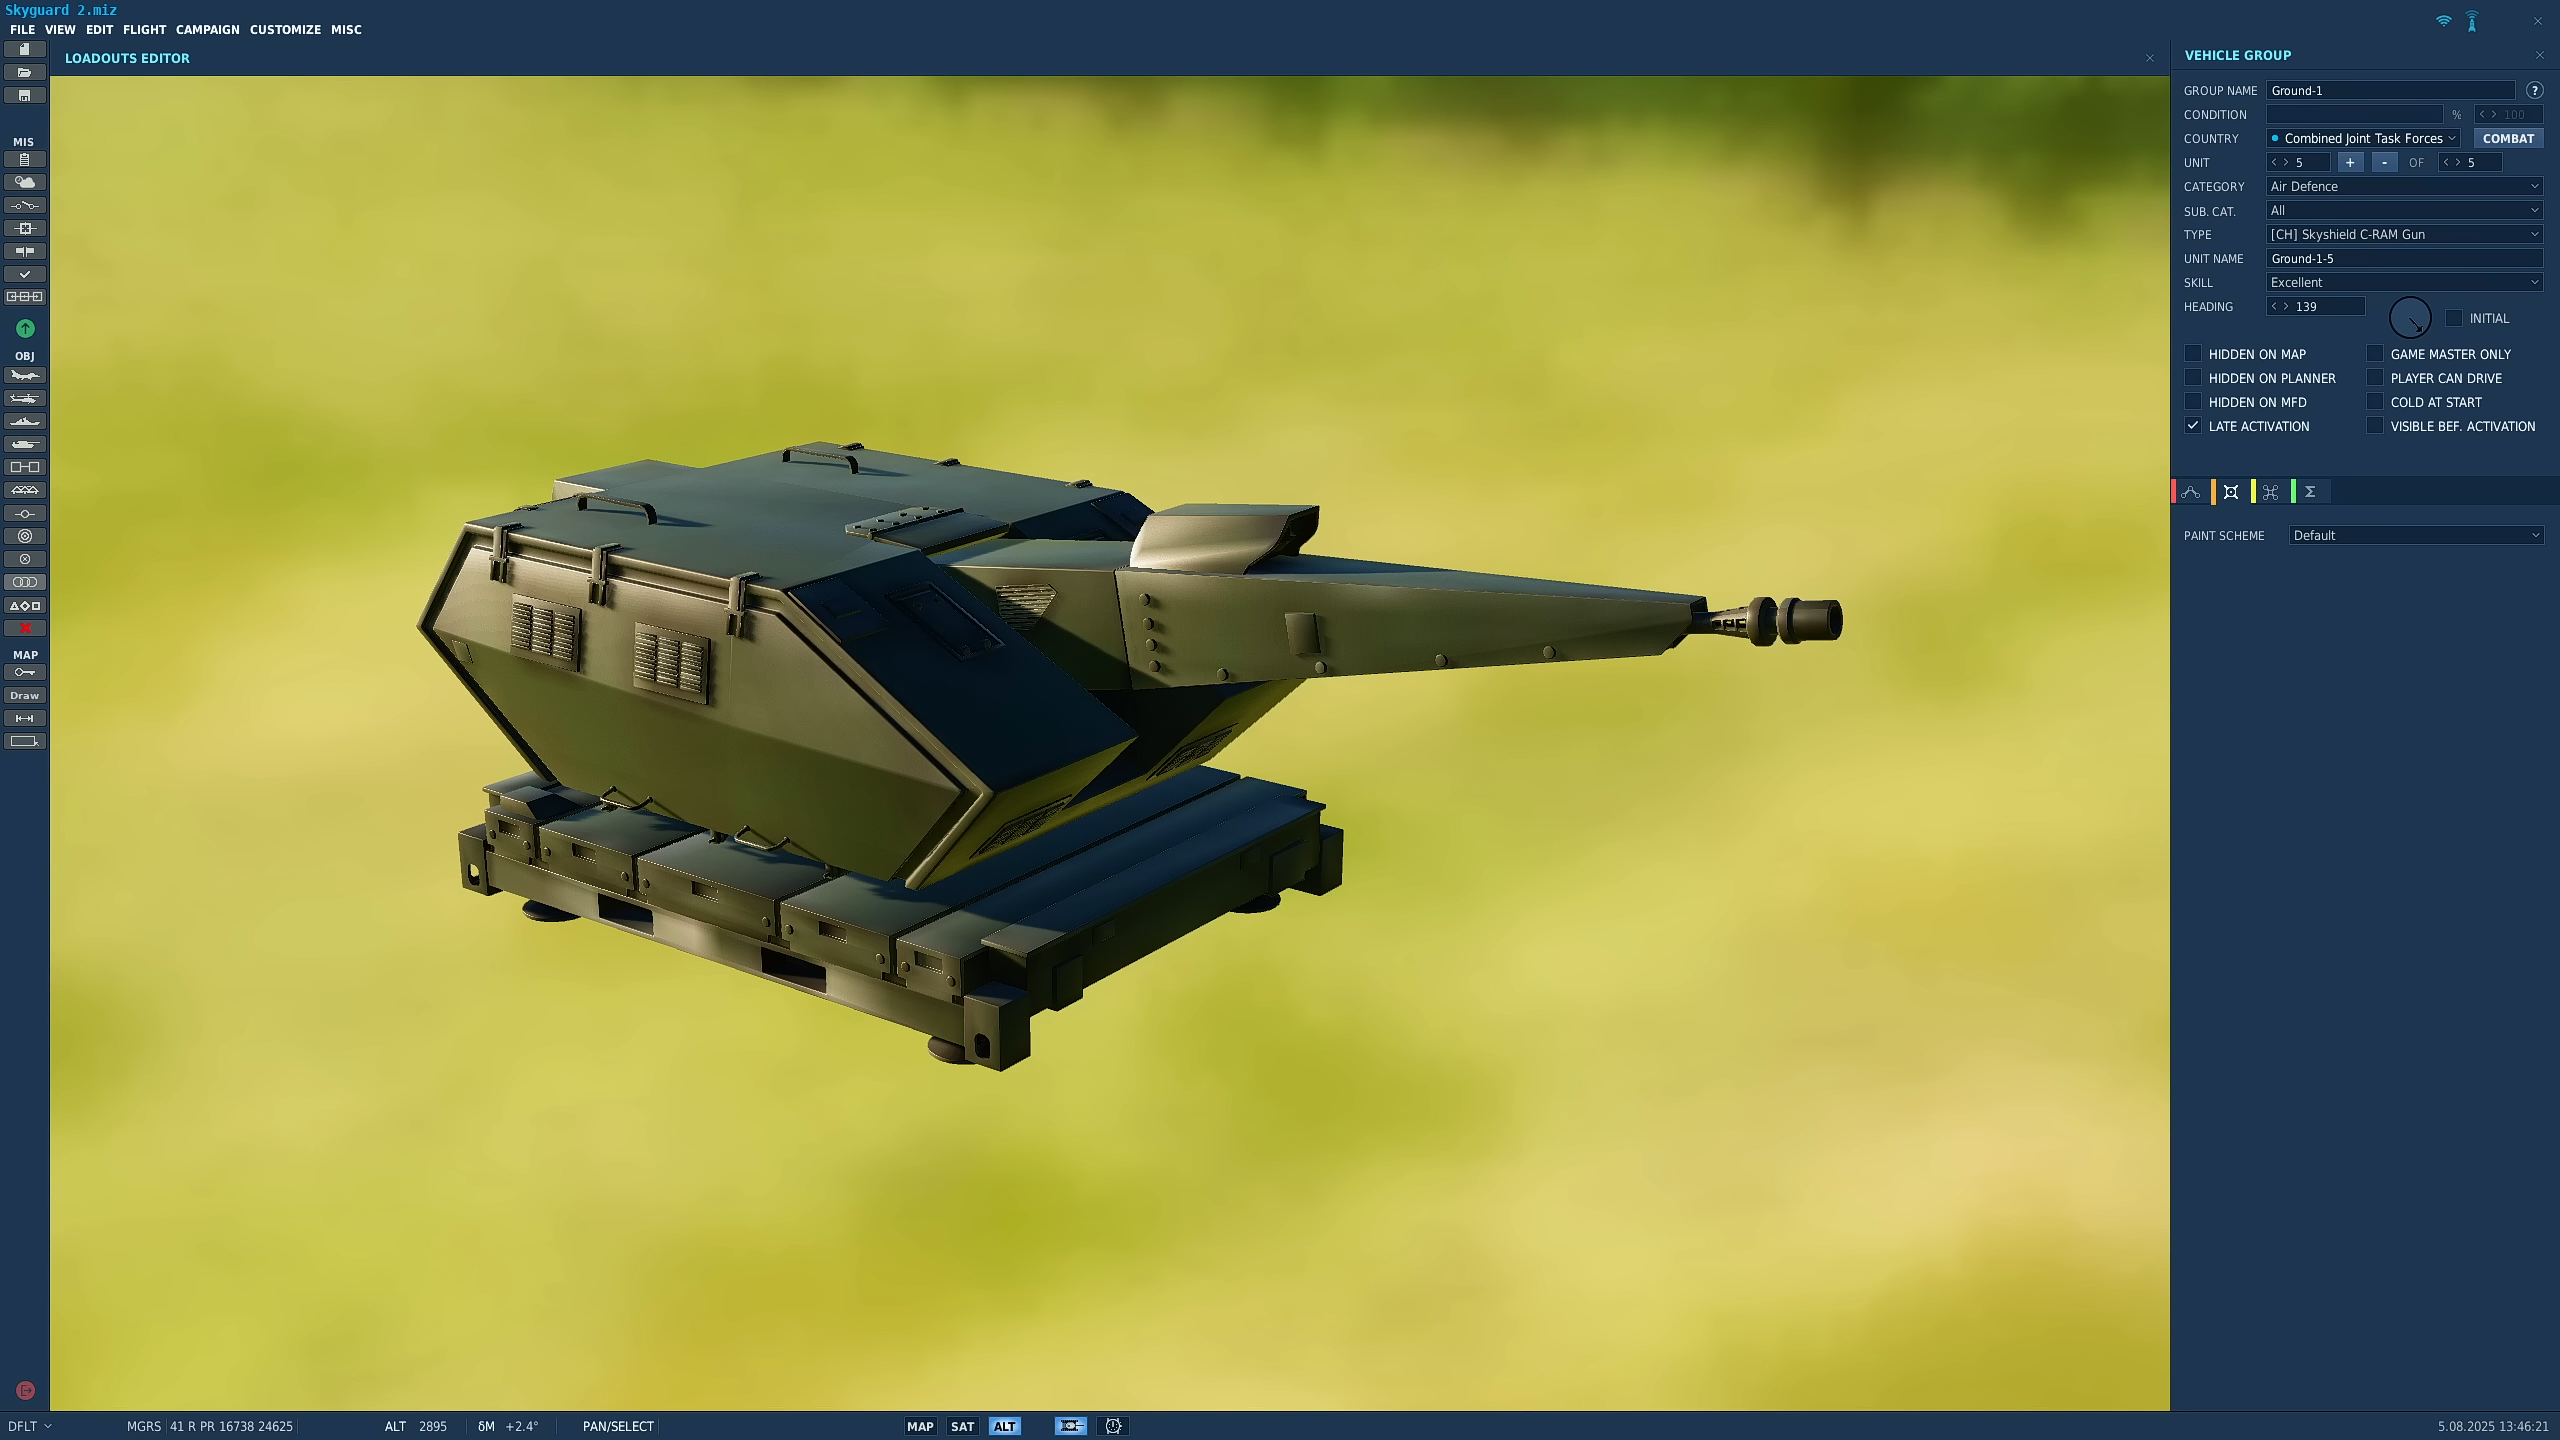 Skyguard 2.miz
FILE VIEW EDIT FLIGHT CAMPAIGN CUSTOMIZE MISC
LOADOUTS EDITOR
MIS
OBJ
MAP
Draw
VEHICLE GROUP
GROUP NAME Ground-1 ?
CONDITION % < > 100
COUNTRY Combined Joint Task Forces COMBAT
UNIT < > 5 + - OF < > 5
CATEGORY Air Defence
SUB. CAT. All
TYPE [CH] Skyshield C-RAM Gun
UNIT NAME Ground-1-5
SKILL Excellent
HEADING < > 139 INITIAL
HIDDEN ON MAP GAME MASTER ONLY
HIDDEN ON PLANNER PLAYER CAN DRIVE
HIDDEN ON MFD COLD AT START
LATE ACTIVATION VISIBLE BEF. ACTIVATION
Σ
PAINT SCHEME Default
DFLT MGRS 41 R PR 16738 24625 ALT 2895 δM +2.4° PAN/SELECT MAP SAT ALT 5.08.2025 13:46:21